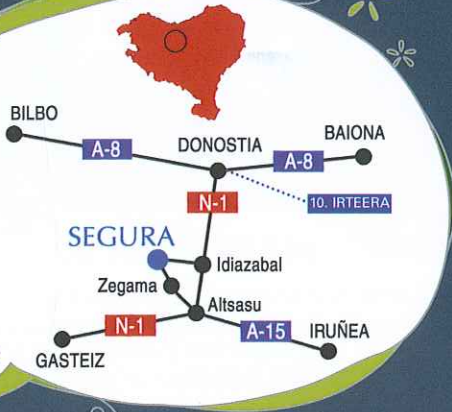 BILBO
DONOSTIA
BAIONA
A-8
A-8
N-1
10. IRTEERA
SEGURA
Idiazabal
Zegama
Altsasu
N-1
A-15
IRUÑEA
GASTEIZ